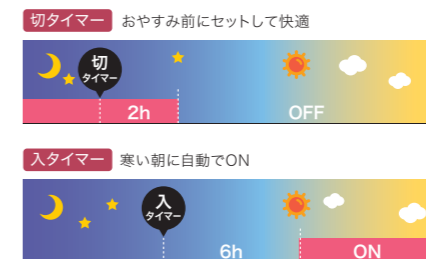 切タイマー おやすみ前にセットして快適
切
タイマー
2h OFF
入タイマー 寒い朝に自動でON
入
タイマー
6h ON